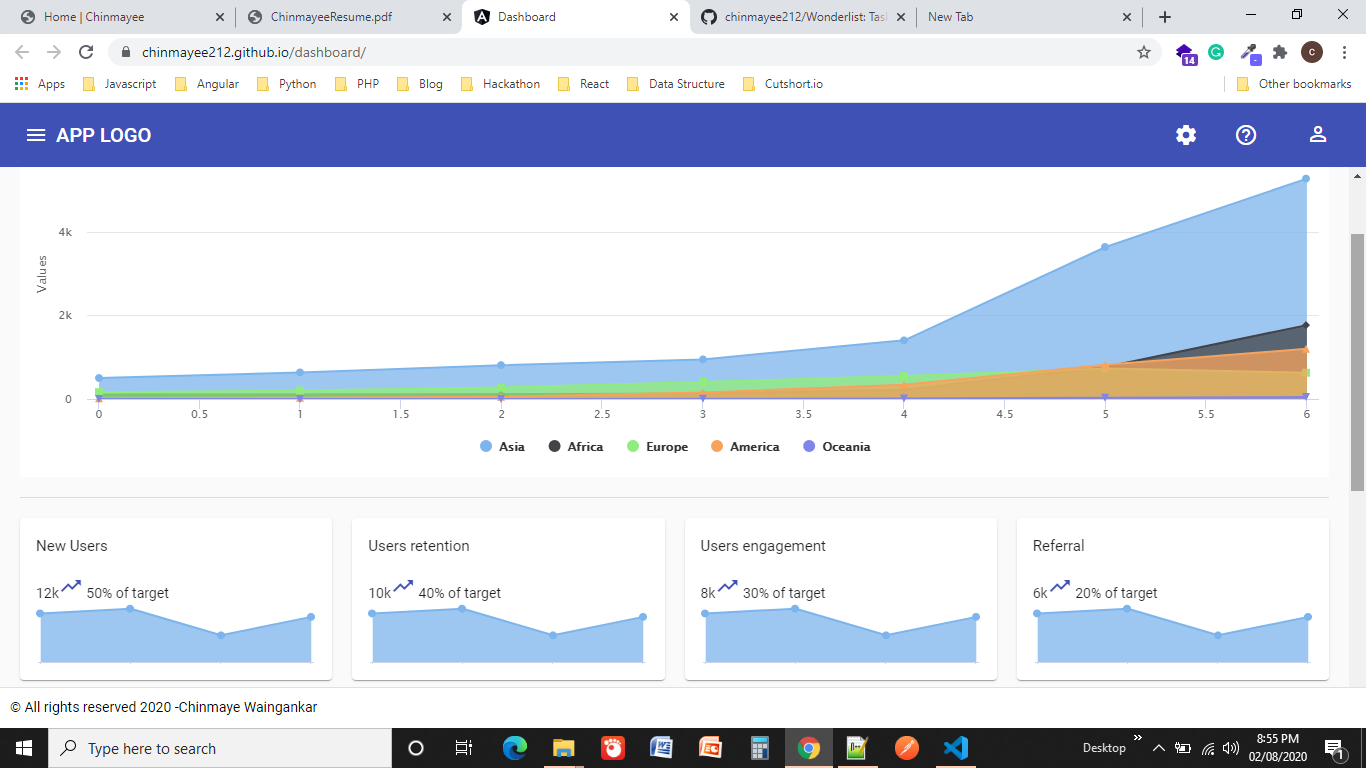 Home | Chinmayee
ChinmayeeResume.pdf
Dashboard
chinmayee212/Wonderlist: Tas
New Tab
chinmayee212.github.io/dashboard/
14
c
Apps
Javascript
Angular
Python
PHP
Blog
Hackathon
React
Data Structure
Cutshort.io
Other bookmarks
APP LOGO
Values
4k
2k
0
0 0.5 1 1.5 2 2.5 3 3.5 4 4.5 5 5.5 6
Asia Africa Europe America Oceania
New Users
12k 50% of target
Users retention
10k 40% of target
Users engagement
8k 30% of target
Referral
6k 20% of target
© All rights reserved 2020 -Chinmaye Waingankar
Type here to search
Desktop
8:55 PM
02/08/2020
1